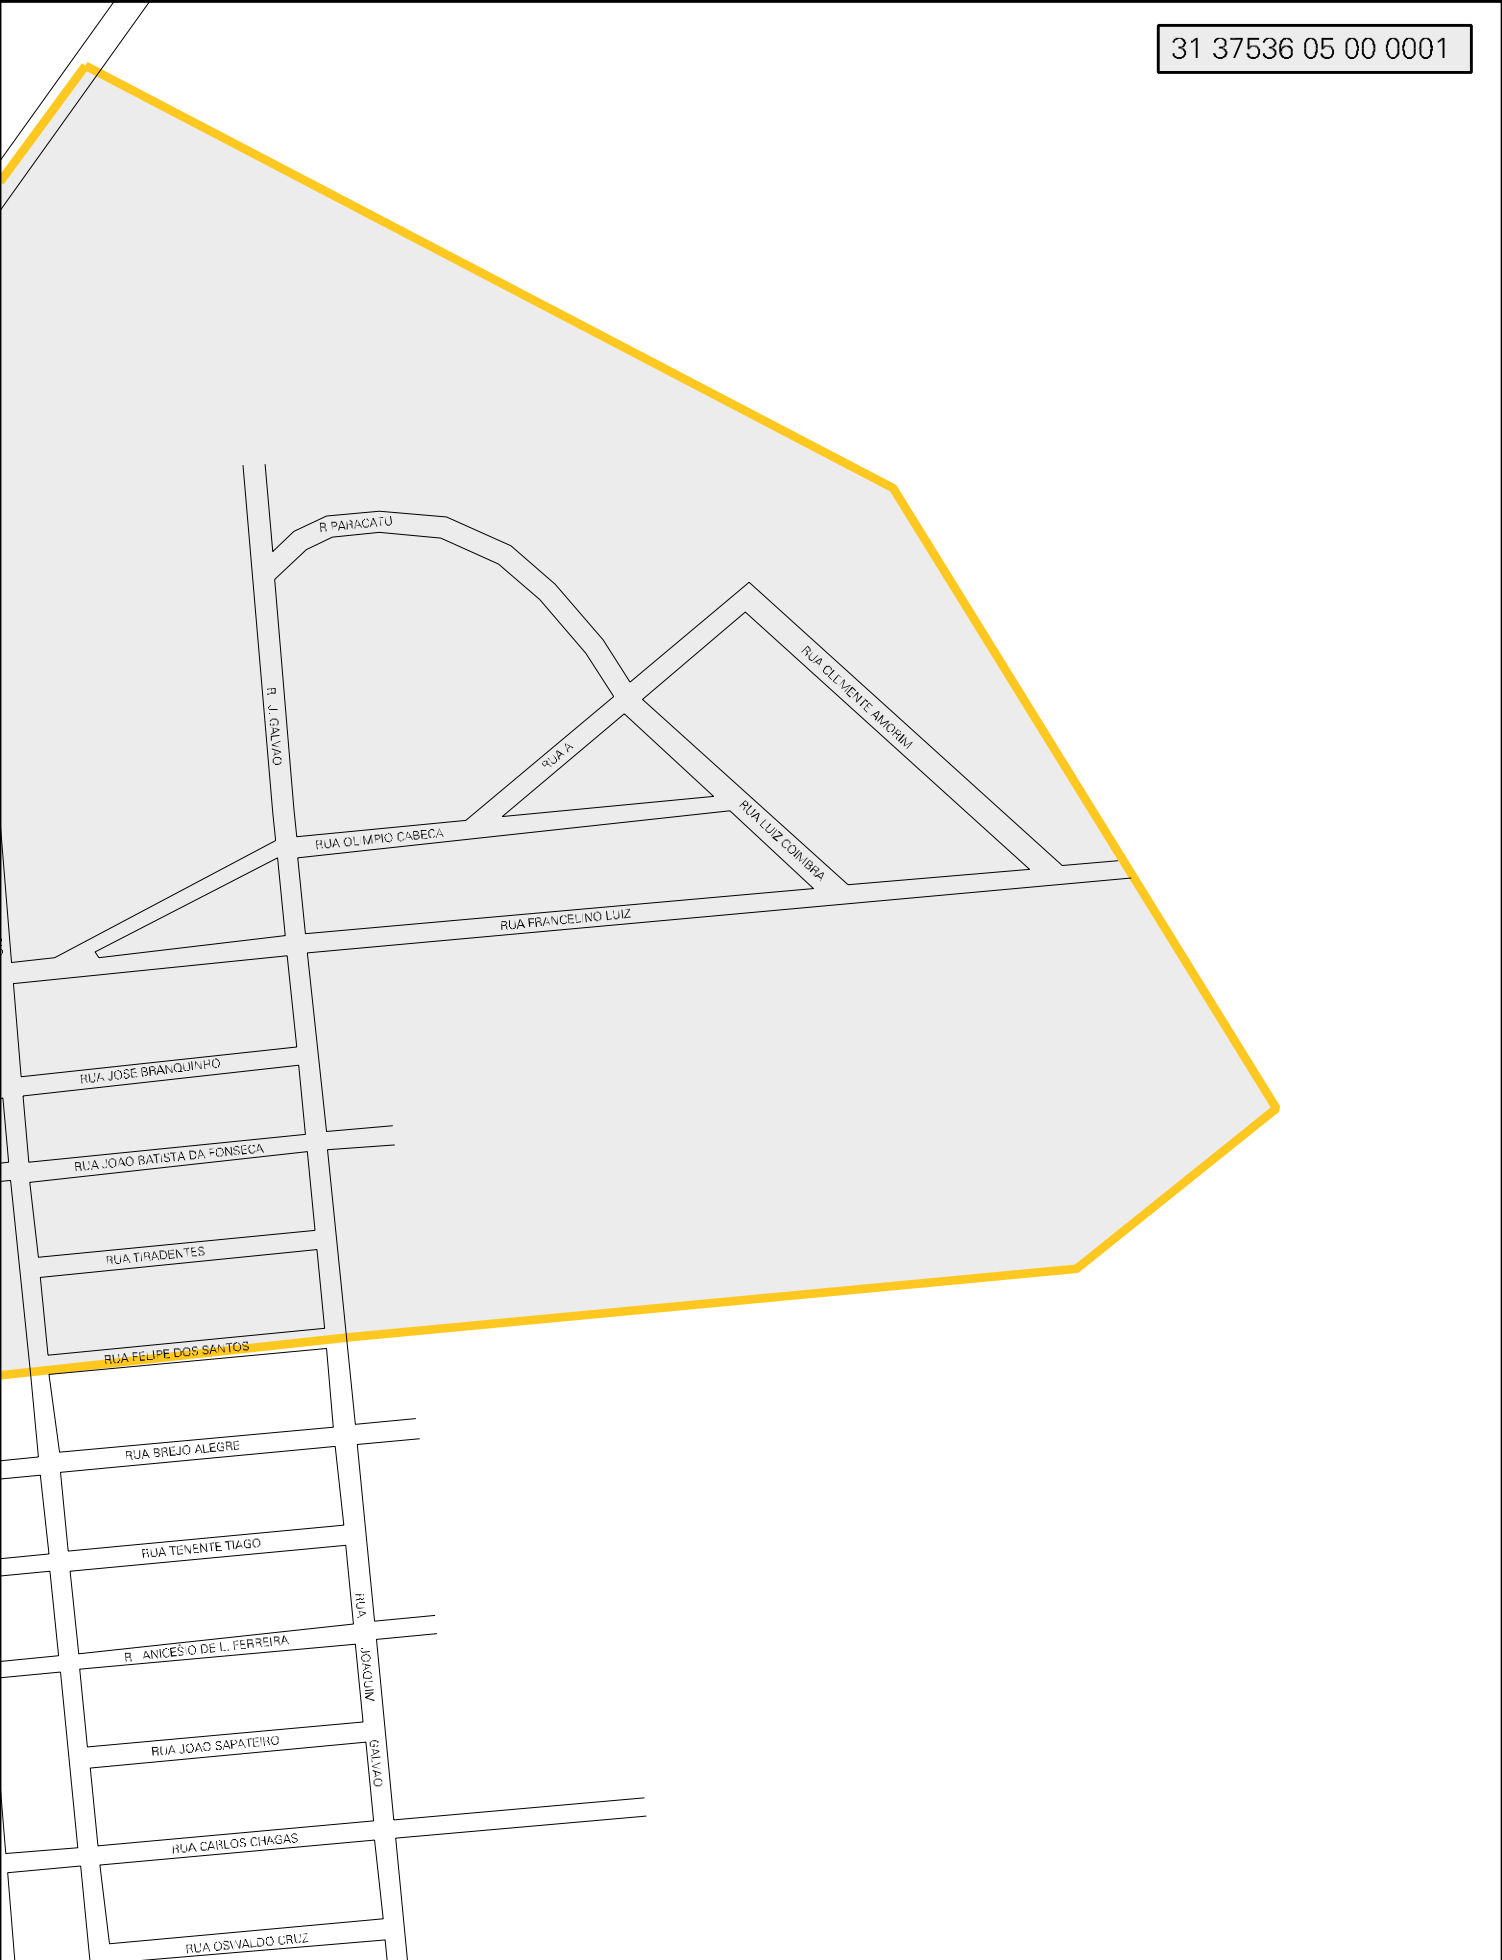 31 37536 05 00 0001
R PARACATU
RUA CLEMENTE AMORIM
R J. GALVAO
RUA A
RUA LUIZ COIMBRA
RUA OLIMPIO CABECA
RUA FRANCELINO LUIZ
RUA JOSE BRANQUINHO
RUA JOAO BATISTA DA FONSECA
RUA TIRADENTES
RUA FELIPE DOS SANTOS
RUA BREJO ALEGRE
RUA TENENTE TIAGO
RUA JOAQUIM GALVAO
R ANICESIO DE L. FERREIRA
RUA JOAO SAPATEIRO
RUA CARLOS CHAGAS
RUA OSWALDO CRUZ